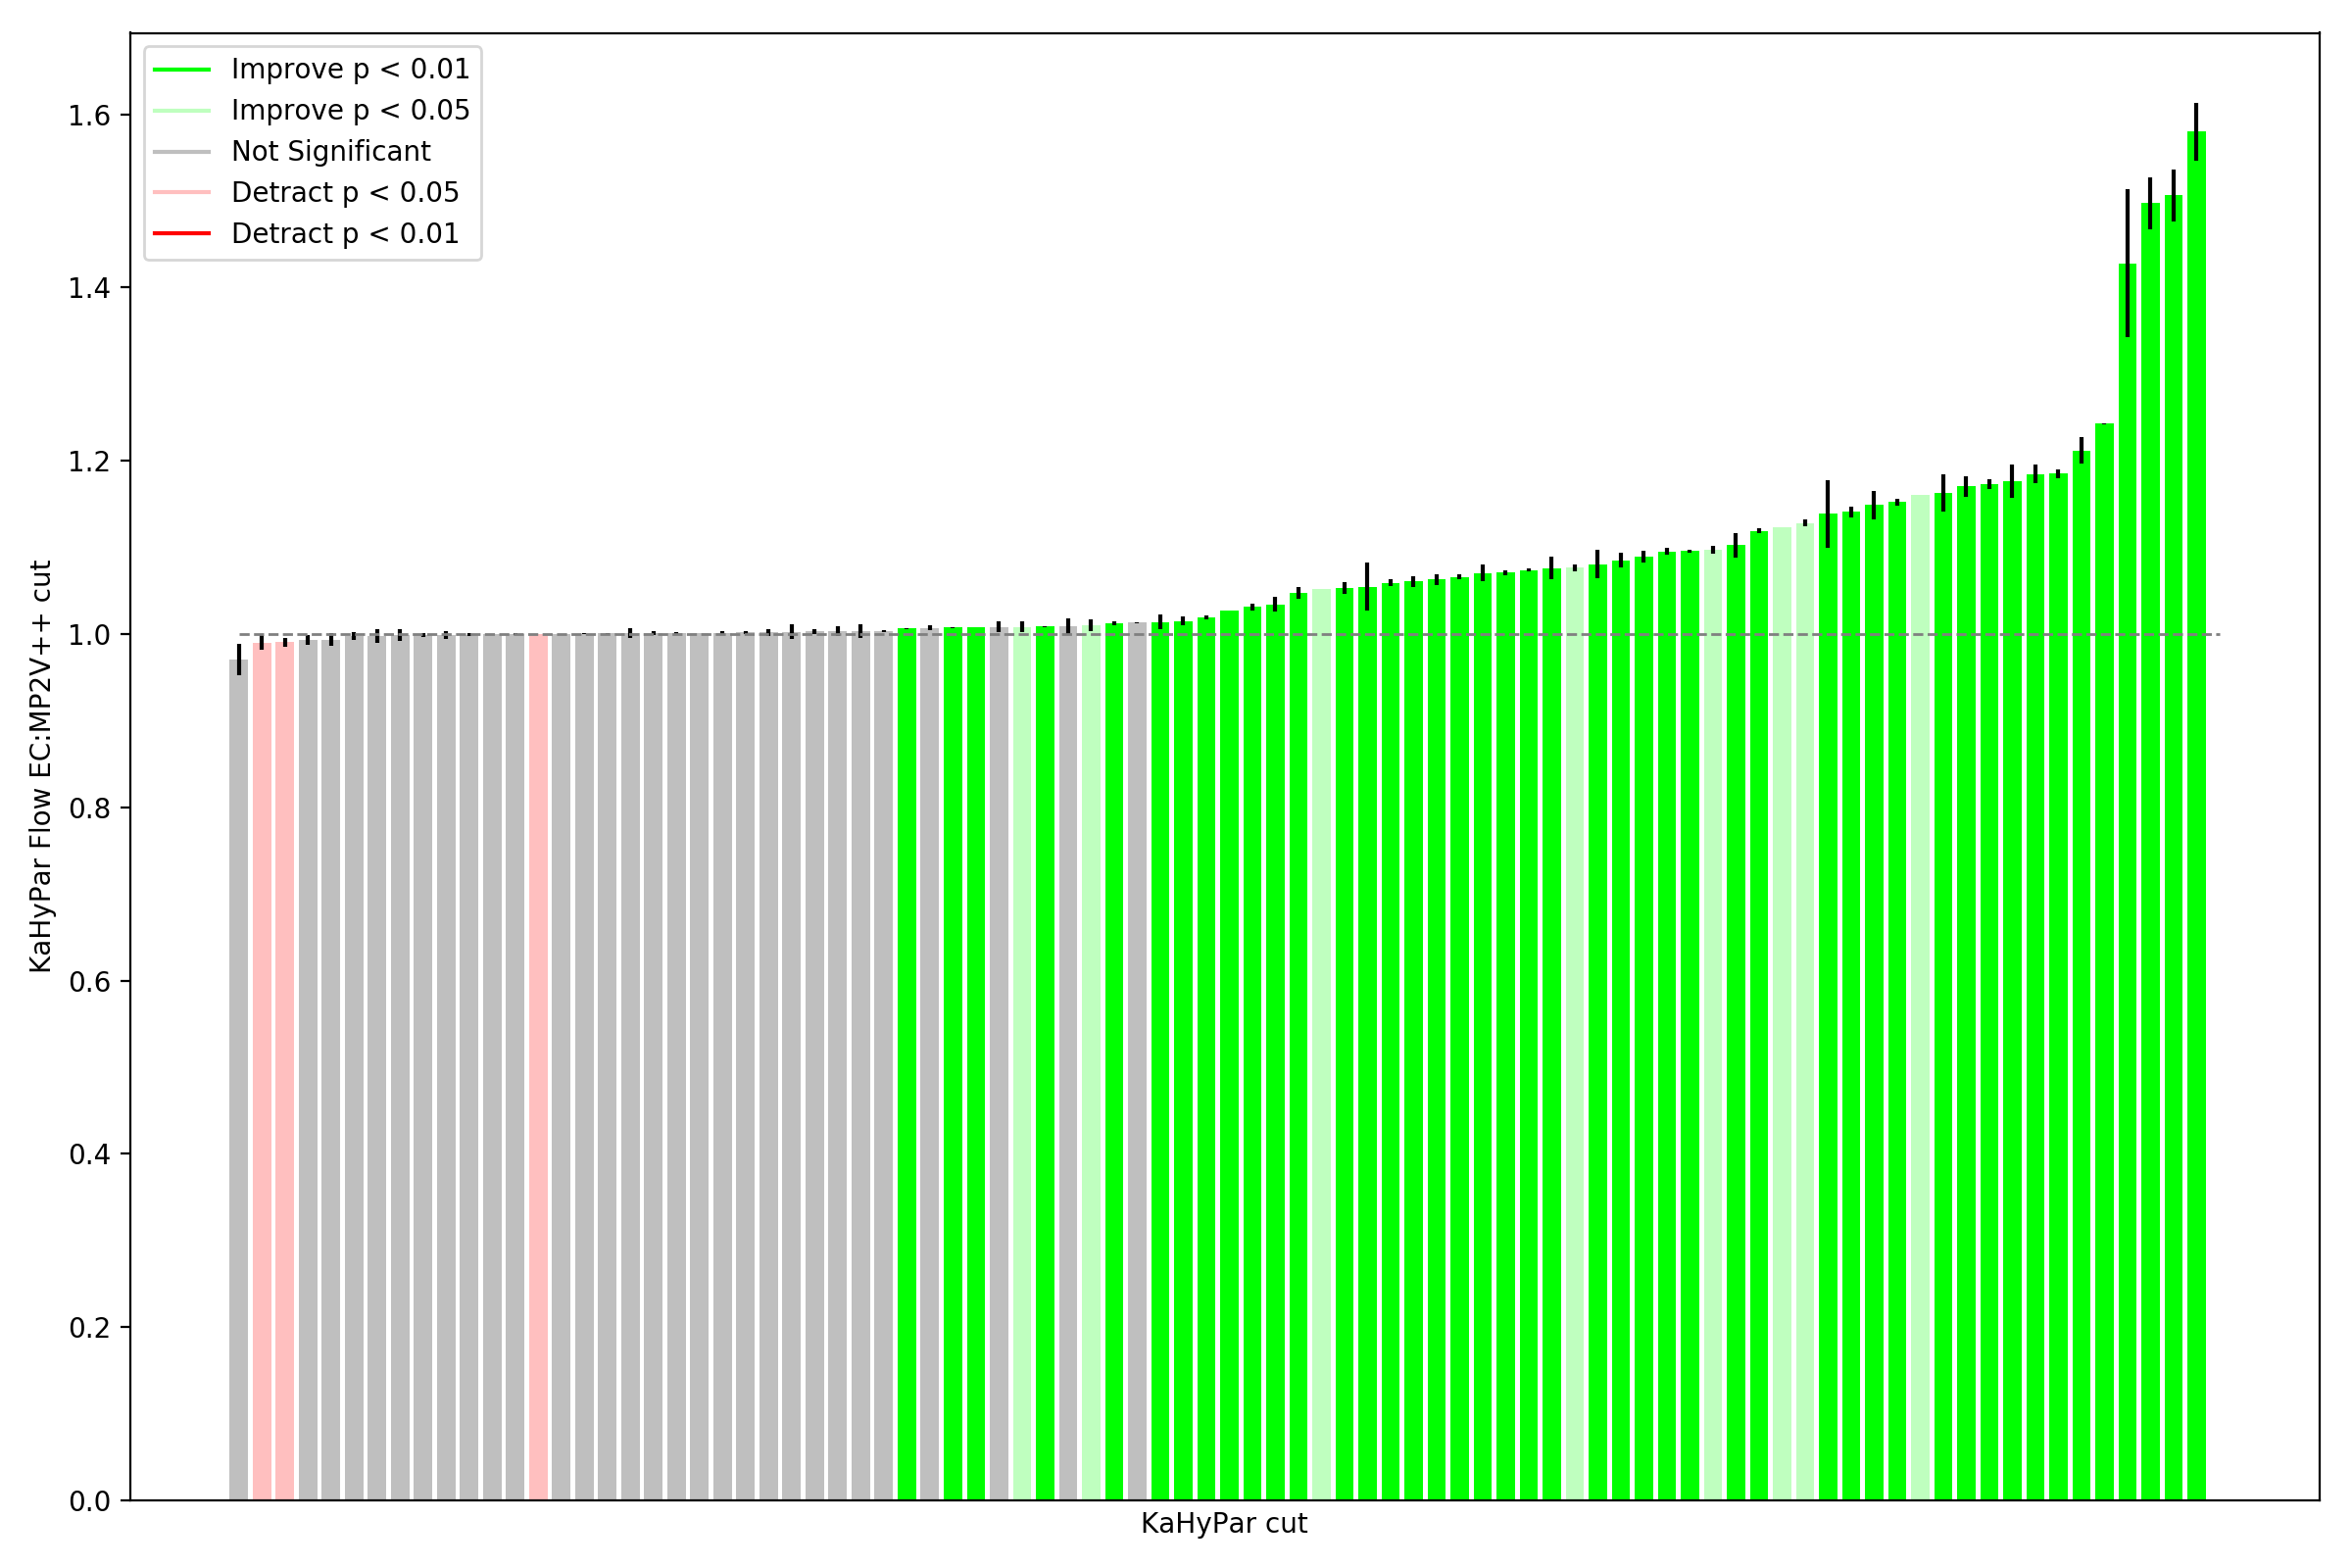 Improve p < 0.01
Improve p < 0.05
Not Significant
Detract p < 0.05
Detract p < 0.01
1.6
1.4
1.2
1.0
0.8
0.6
0.4
0.2
0.0
KaHyPar Flow EC:MP2V++ cut
KaHyPar cut